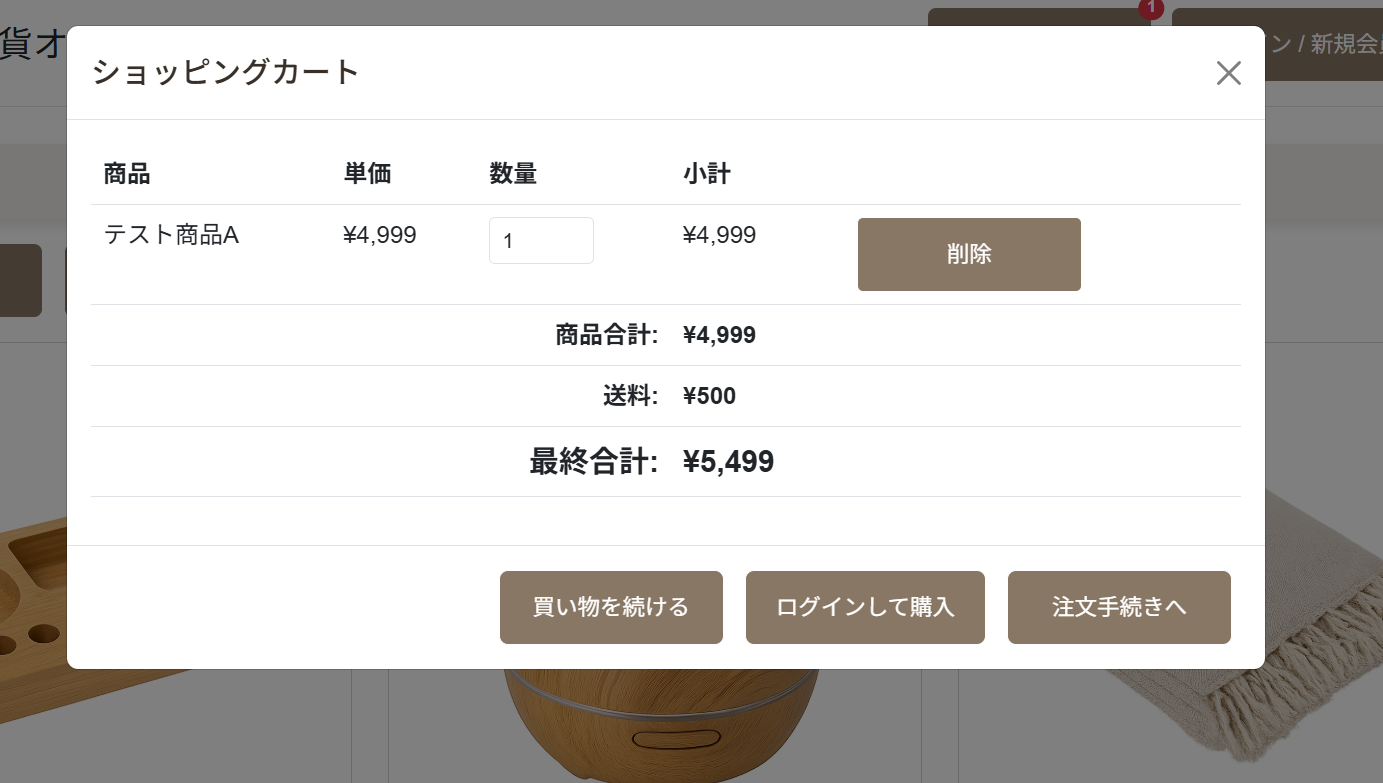 貨オ
1
ン / 新規会
ショッピングカート
商品 単価 数量 小計
テスト商品A ¥4,999 1 ¥4,999 削除
商品合計: ¥4,999
送料: ¥500
最終合計: ¥5,499
買い物を続ける ログインして購入 注文手続きへ